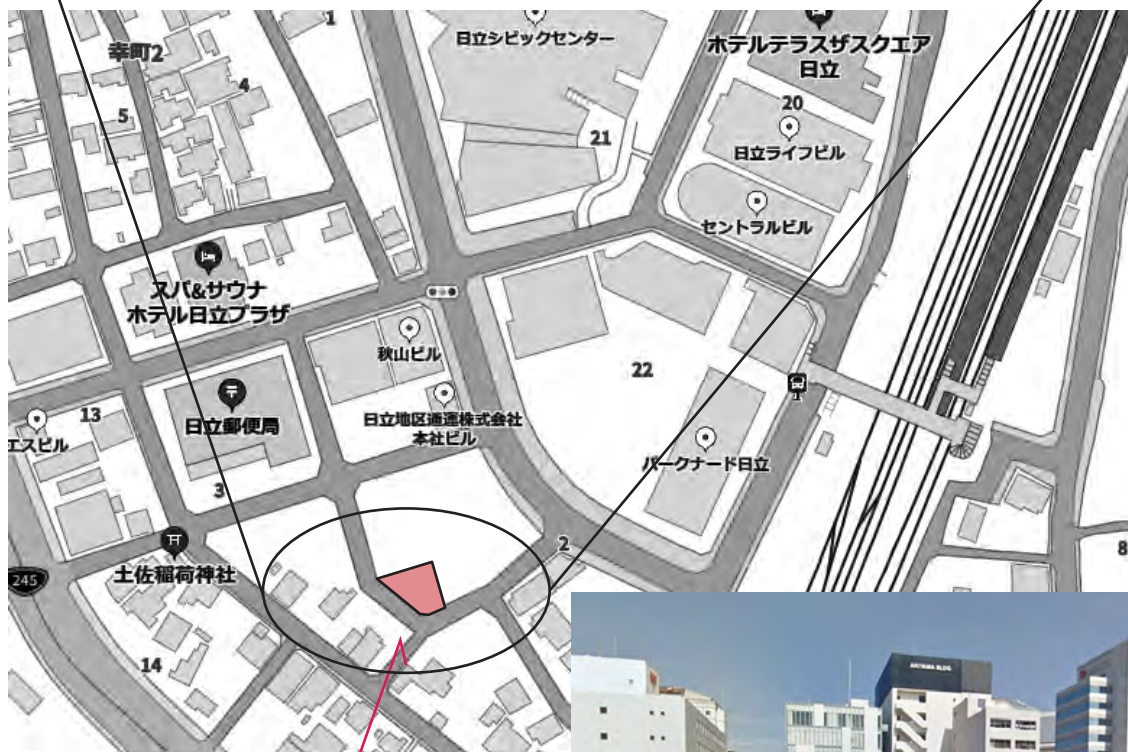 1
日立シビックセンター
ホテルテラスザスクエア
日立
幸町2
4
5
20
21
日立ライフビル
セントラルビル
スパ&サウナ
ホテル日立プラザ
秋山ビル
22
1
日立郵便局
13
エスビル
日立地区通運株式会社
本社ビル
パークナード日立
3
2
8
土佐稲荷神社
245
14
AKIYAMA BLDG.